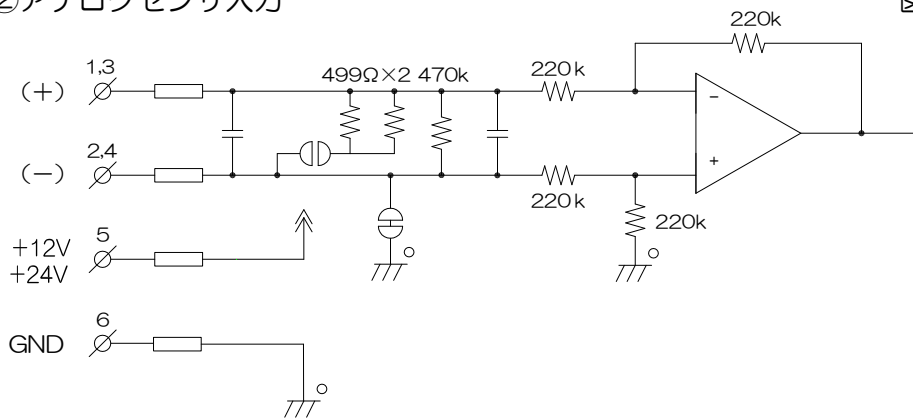 ②アナログセンサ入力
220k
(+)
1,3
499Ω×2
470k
220k
(-)
2,4
−
+
220k
220k
+12V
+24V
5
GND
6